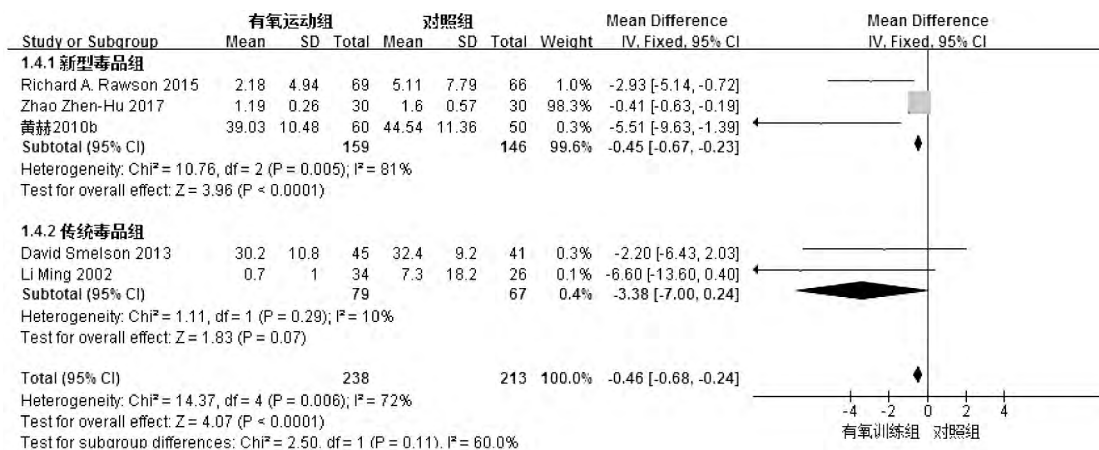 有氧运动组 对照组 Mean Difference Mean Difference
Study or Subgroup Mean SD Total Mean SD Total Weight IV, Fixed, 95% CI IV, Fixed, 95% CI
1.4.1 新型毒品组
Richard A. Rawson 2015 2.18 4.94 69 5.11 7.79 66 1.0% -2.93 [-5.14, -0.72]
Zhao Zhen-Hu 2017 1.19 0.26 30 1.6 0.57 30 98.3% -0.41 [-0.63, -0.19]
黄赫2010b 39.03 10.48 60 44.54 11.36 50 0.3% -5.51 [-9.63, -1.39]
Subtotal (95% CI) 159 146 99.6% -0.45 [-0.67, -0.23]
Heterogeneity: Chi² = 10.76, df = 2 (P = 0.005); I² = 81%
Test for overall effect: Z = 3.96 (P < 0.0001)
1.4.2 传统毒品组
David Smelson 2013 30.2 10.8 45 32.4 9.2 41 0.3% -2.20 [-6.43, 2.03]
Li Ming 2002 0.7 1 34 7.3 18.2 26 0.1% -6.60 [-13.60, 0.40]
Subtotal (95% CI) 79 67 0.4% -3.38 [-7.00, 0.24]
Heterogeneity: Chi² = 1.11, df = 1 (P = 0.29); I² = 10%
Test for overall effect: Z = 1.83 (P = 0.07)
Total (95% CI) 238 213 100.0% -0.46 [-0.68, -0.24]
Heterogeneity: Chi² = 14.37, df = 4 (P = 0.006); I² = 72%
Test for overall effect: Z = 4.07 (P < 0.0001)
Test for subgroup differences: Chi² = 2.50, df = 1 (P = 0.11), I² = 60.0%
-4 -2 0 2 4
有氧训练组 对照组